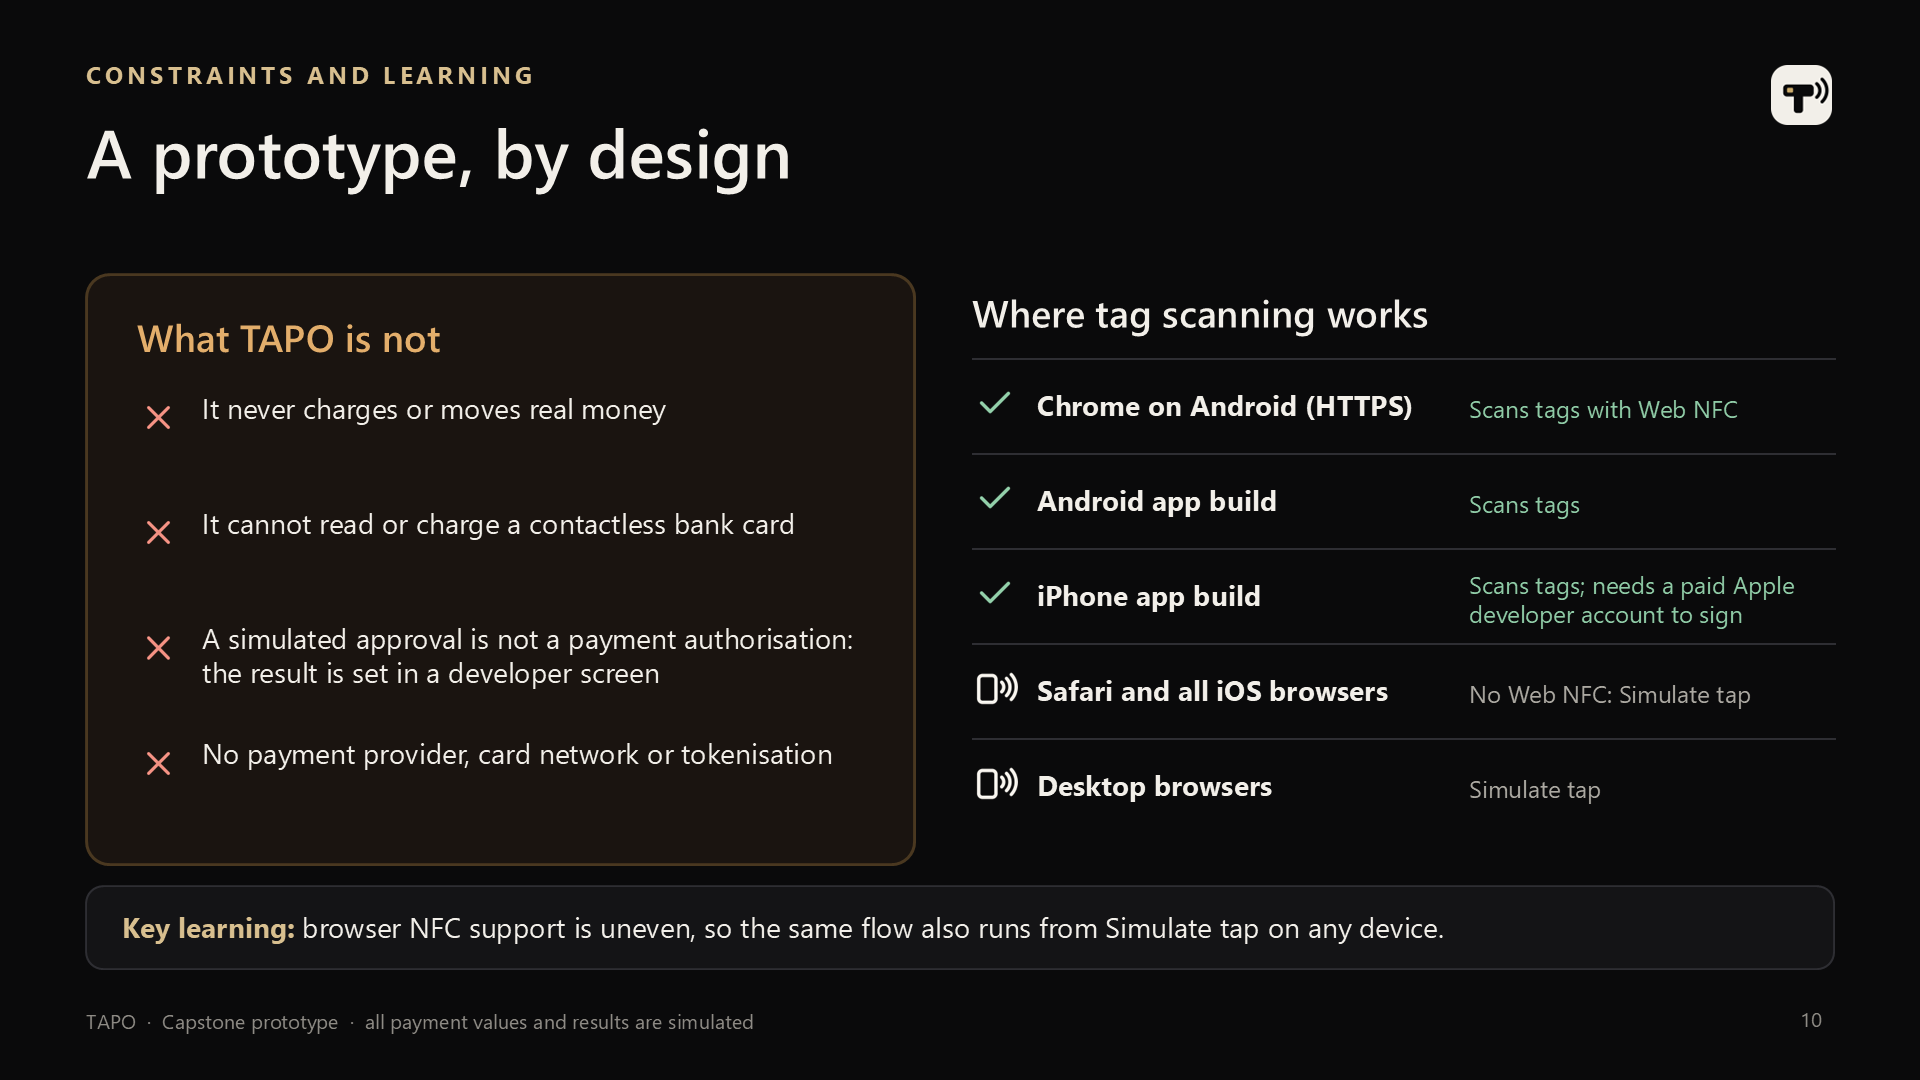 CONSTRAINTS AND LEARNING
A prototype, by design
What TAPO is not
It never charges or moves real money
It cannot read or charge a contactless bank card
A simulated approval is not a payment authorisation:
the result is set in a developer screen
No payment provider, card network or tokenisation
Where tag scanning works
Chrome on Android (HTTPS) Scans tags with Web NFC
Android app build Scans tags
iPhone app build Scans tags; needs a paid Apple
developer account to sign
Safari and all iOS browsers No Web NFC: Simulate tap
Desktop browsers Simulate tap
Key learning: browser NFC support is uneven, so the same flow also runs from Simulate tap on any device.
TAPO · Capstone prototype · all payment values and results are simulated
10